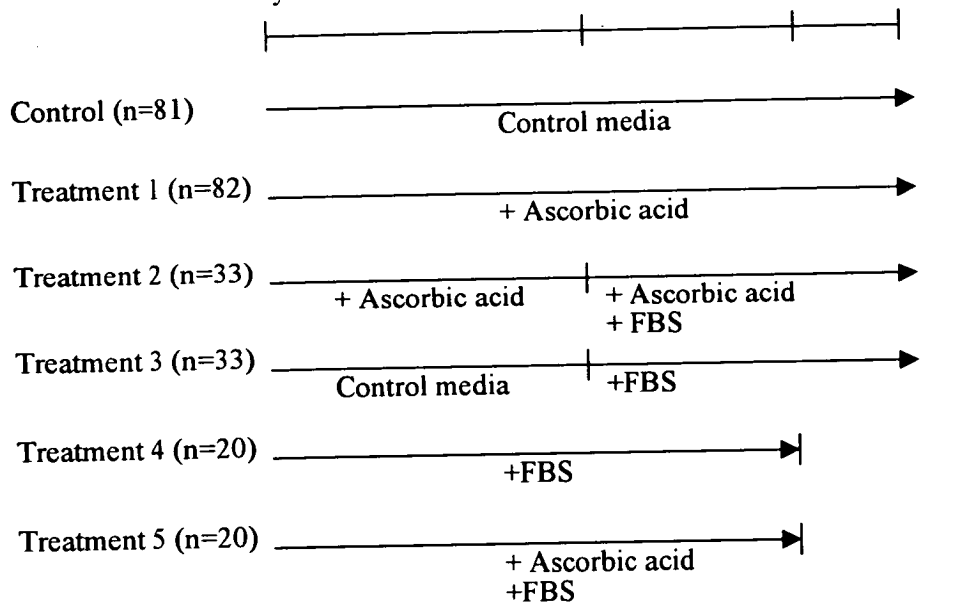 Control (n=81)
Control media
Treatment 1 (n=82)
+ Ascorbic acid
Treatment 2 (n=33)
+ Ascorbic acid
+ Ascorbic acid
+ FBS
Treatment 3 (n=33)
Control media
+FBS
Treatment 4 (n=20)
+FBS
Treatment 5 (n=20)
+ Ascorbic acid
+FBS